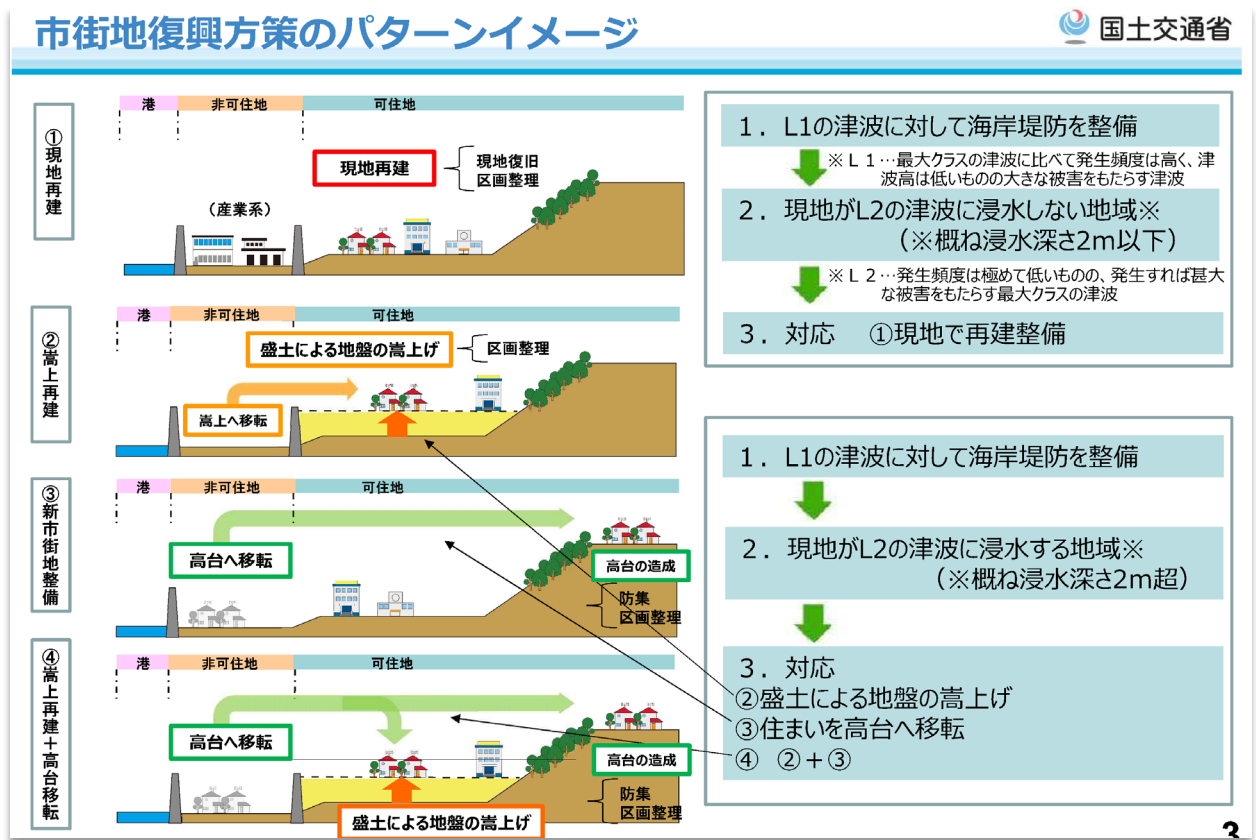 市街地復興方策のパターンイメージ
国土交通省
①現地再建
港
非可住地
可住地
現地再建
現地復旧
区画整理
（産業系）
②嵩上再建
港
非可住地
可住地
盛土による地盤の嵩上げ
区画整理
嵩上へ移転
③新市街地整備
港
非可住地
可住地
高台へ移転
高台の造成
防集
区画整理
④嵩上再建＋高台移転
港
非可住地
可住地
高台へ移転
高台の造成
防集
区画整理
盛土による地盤の嵩上げ
１．L1の津波に対して海岸堤防を整備
※Ｌ１…最大クラスの津波に比べて発生頻度は高く、津
波高は低いものの大きな被害をもたらす津波
２．現地がL2の津波に浸水しない地域※
（※概ね浸水深さ2ｍ以下）
※Ｌ２…発生頻度は極めて低いものの、発生すれば甚大
な被害をもたらす最大クラスの津波
３．対応　①現地で再建整備
１．L1の津波に対して海岸堤防を整備
２．現地がL2の津波に浸水する地域※
（※概ね浸水深さ2ｍ超）
３．対応
②盛土による地盤の嵩上げ
③住まいを高台へ移転
④　②＋③
3